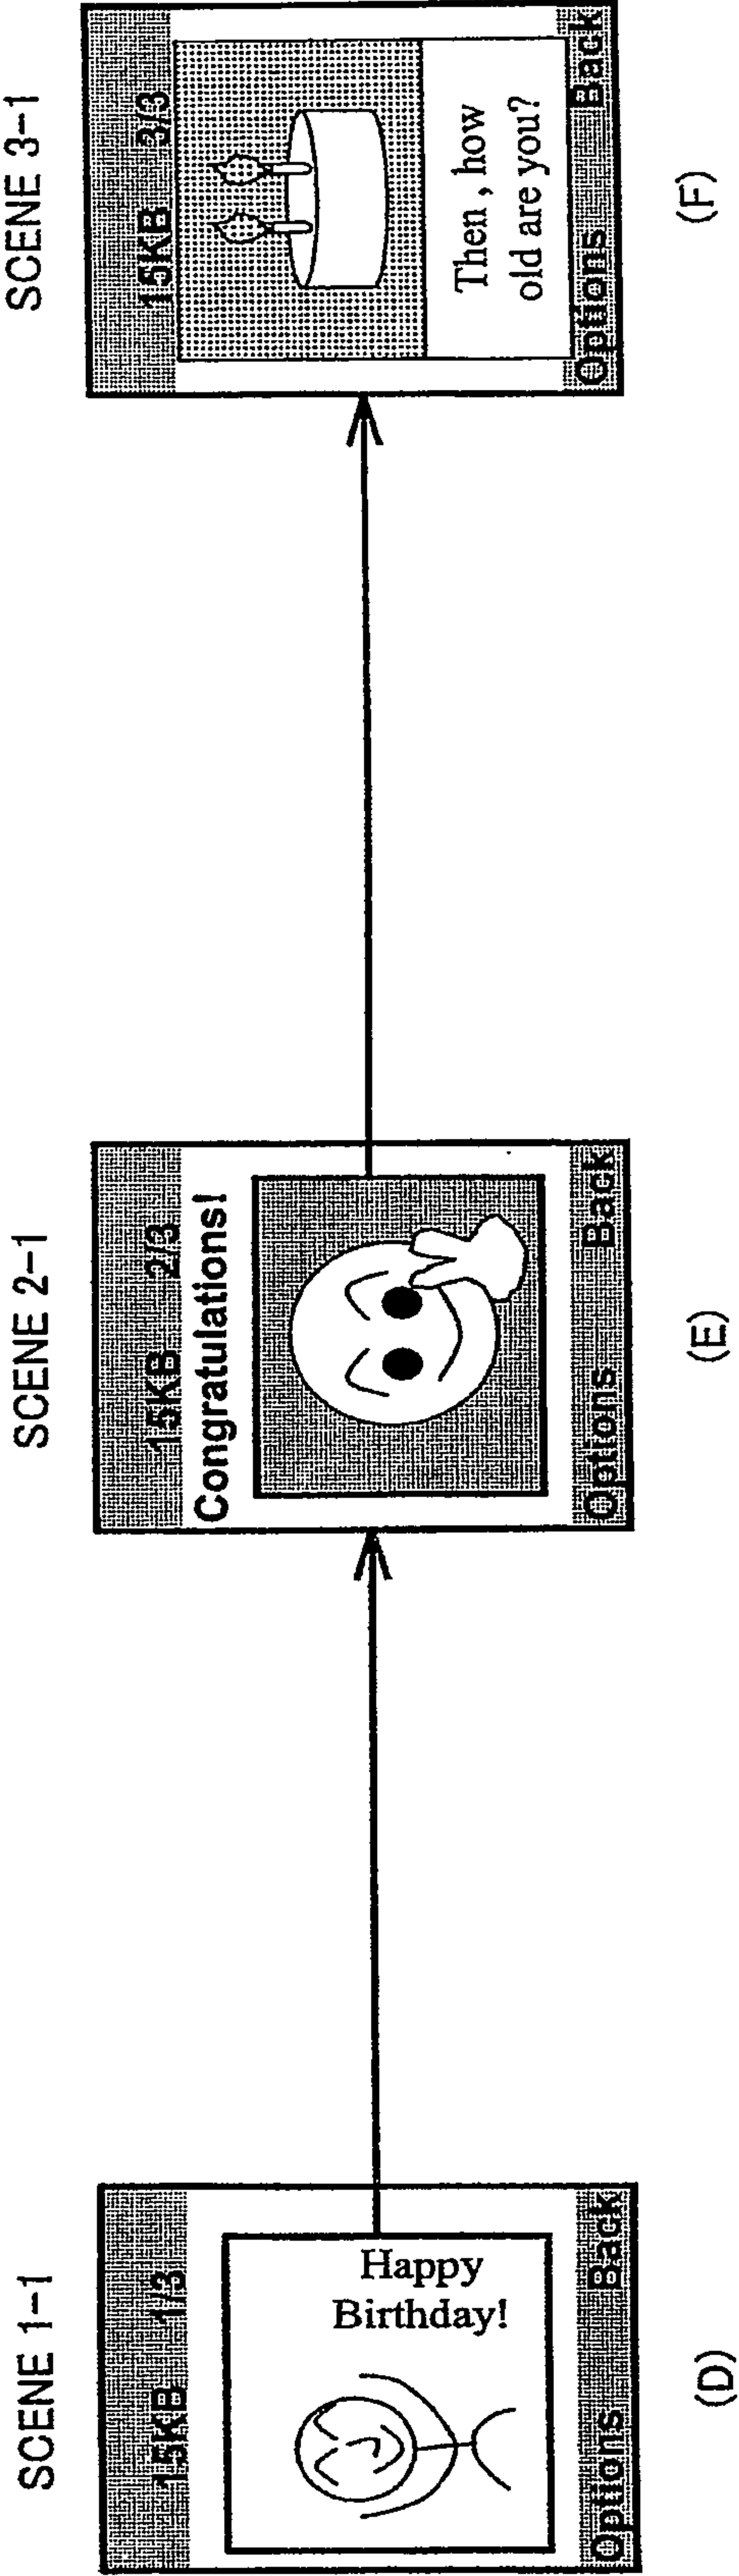 SCENE 1-1
15KB 1/3
Happy
Birthday!
Options Back
(D)
SCENE 2-1
15KB 2/3
Congratulations!
Options Back
(E)
SCENE 3-1
15KB 3/3
Then , how
old are you?
Options Back
(F)